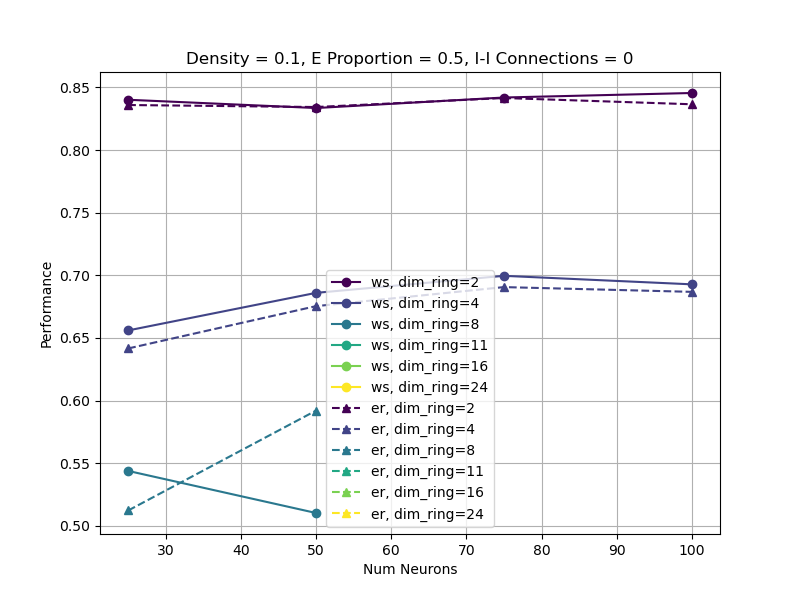 Density = 0.1, E Proportion = 0.5, I-I Connections = 0
0.85
0.80
0.75
0.70
0.65
0.60
0.55
0.50
Performance
ws, dim_ring=2
ws, dim_ring=4
ws, dim_ring=8
ws, dim_ring=11
ws, dim_ring=16
ws, dim_ring=24
er, dim_ring=2
er, dim_ring=4
er, dim_ring=8
er, dim_ring=11
er, dim_ring=16
er, dim_ring=24
30 40 50 60 70 80 90 100
Num Neurons